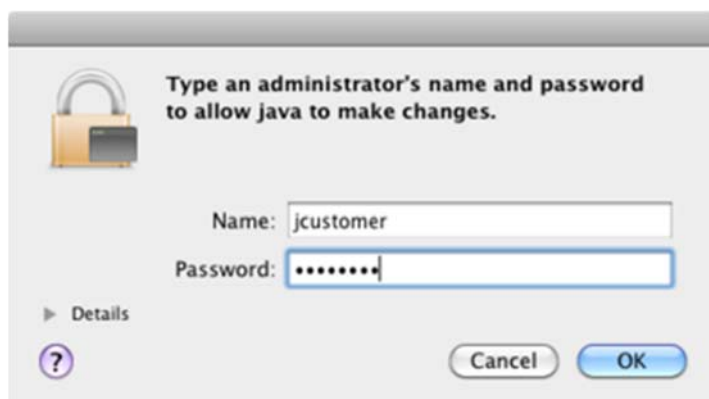 Type an administrator's name and password
to allow java to make changes.
Name: jcustomer
Password: ••••••••
Details
?
Cancel OK